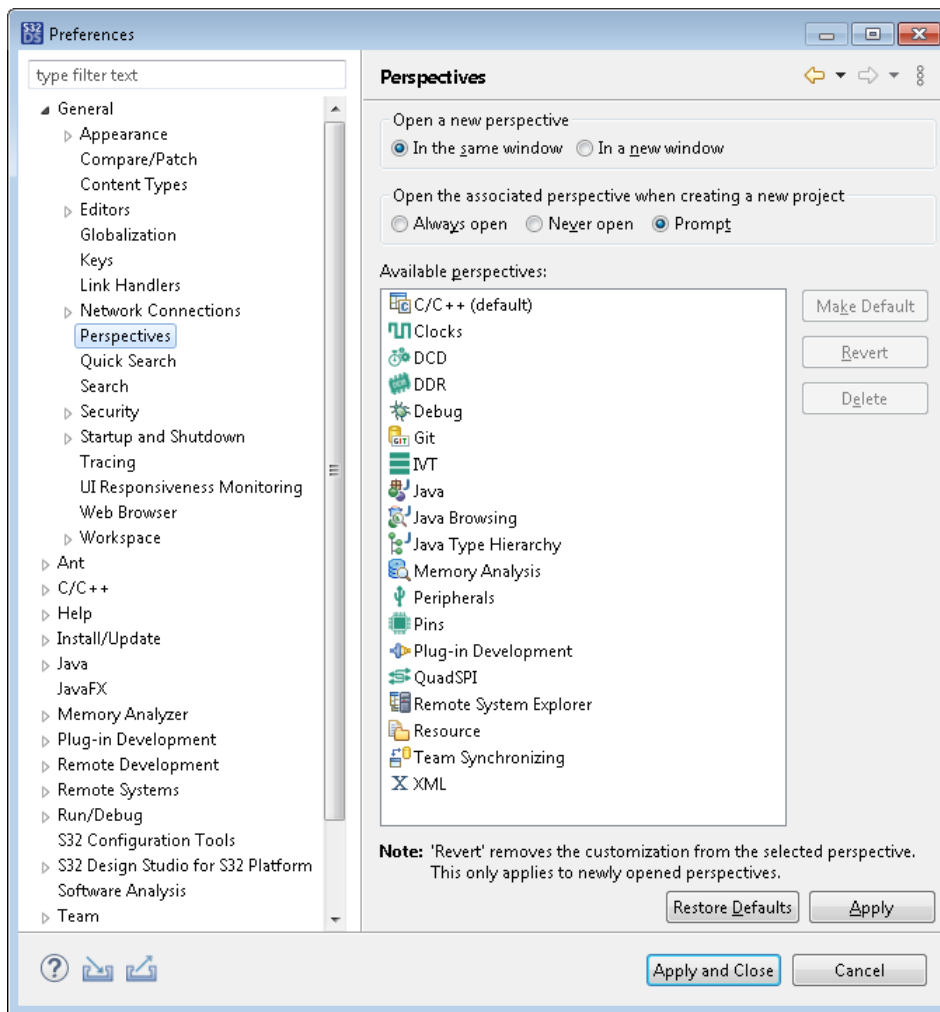 S32
DS
Preferences
type filter text
General
Appearance
Compare/Patch
Content Types
Editors
Globalization
Keys
Link Handlers
Network Connections
Perspectives
Quick Search
Search
Security
Startup and Shutdown
Tracing
UI Responsiveness Monitoring
Web Browser
Workspace
Ant
C/C++
Help
Install/Update
Java
JavaFX
Memory Analyzer
Plug-in Development
Remote Development
Remote Systems
Run/Debug
S32 Configuration Tools
S32 Design Studio for S32 Platform
Software Analysis
Team
Perspectives
Open a new perspective
In the same window In a new window
Open the associated perspective when creating a new project
Always open Never open Prompt
Available perspectives:
C/C++ (default)
Clocks
DCD
DDR
Debug
GIT Git
IVT
Java
Java Browsing
Java Type Hierarchy
Memory Analysis
Peripherals
Pins
Plug-in Development
QuadSPI
Remote System Explorer
Resource
Team Synchronizing
X XML
Make Default
Revert
Delete
Note: 'Revert' removes the customization from the selected perspective.
This only applies to newly opened perspectives.
Restore Defaults Apply
Apply and Close Cancel